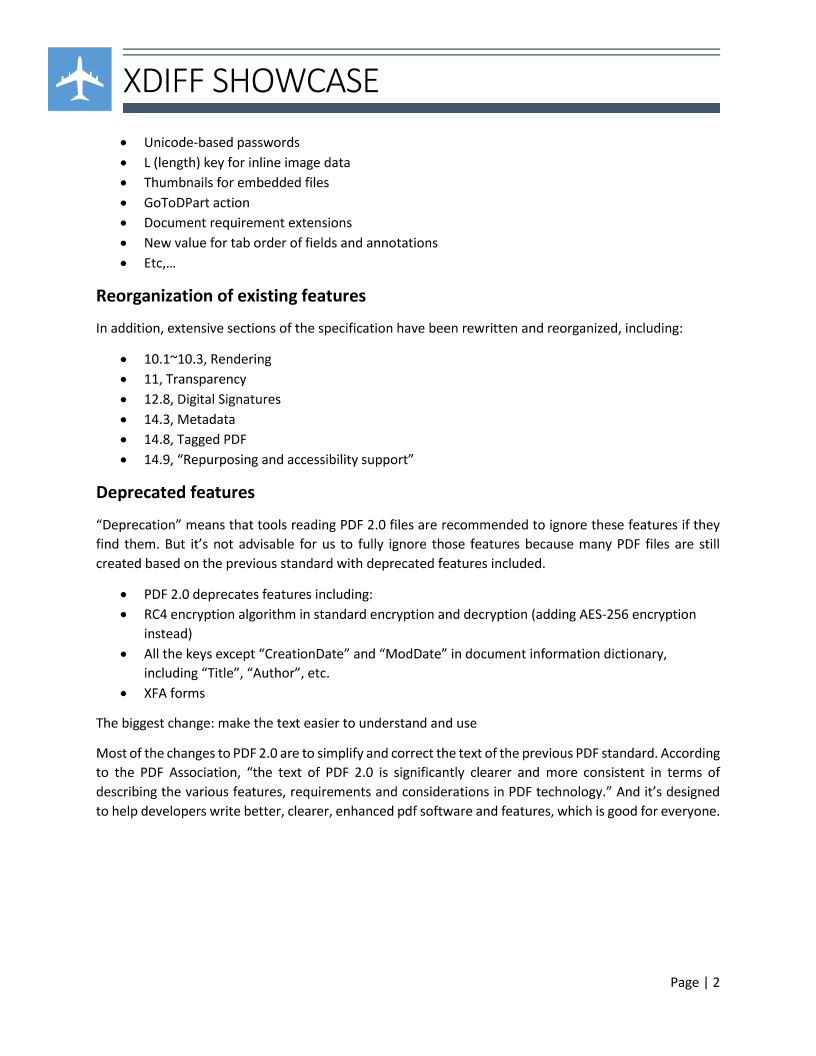 XDIFF SHOWCASE
• Unicode-based passwords
• L (length) key for inline image data
• Thumbnails for embedded files
• GoToDPart action
• Document requirement extensions
• New value for tab order of fields and annotations
• Etc,…
Reorganization of existing features
In addition, extensive sections of the specification have been rewritten and reorganized, including:
• 10.1~10.3, Rendering
• 11, Transparency
• 12.8, Digital Signatures
• 14.3, Metadata
• 14.8, Tagged PDF
• 14.9, “Repurposing and accessibility support”
Deprecated features
“Deprecation” means that tools reading PDF 2.0 files are recommended to ignore these features if they
find them. But it’s not advisable for us to fully ignore those features because many PDF files are still
created based on the previous standard with deprecated features included.
• PDF 2.0 deprecates features including:
• RC4 encryption algorithm in standard encryption and decryption (adding AES-256 encryption
instead)
• All the keys except “CreationDate” and “ModDate” in document information dictionary,
including “Title”, “Author”, etc.
• XFA forms
The biggest change: make the text easier to understand and use
Most of the changes to PDF 2.0 are to simplify and correct the text of the previous PDF standard. According
to the PDF Association, “the text of PDF 2.0 is significantly clearer and more consistent in terms of
describing the various features, requirements and considerations in PDF technology.” And it’s designed
to help developers write better, clearer, enhanced pdf software and features, which is good for everyone.
Page | 2